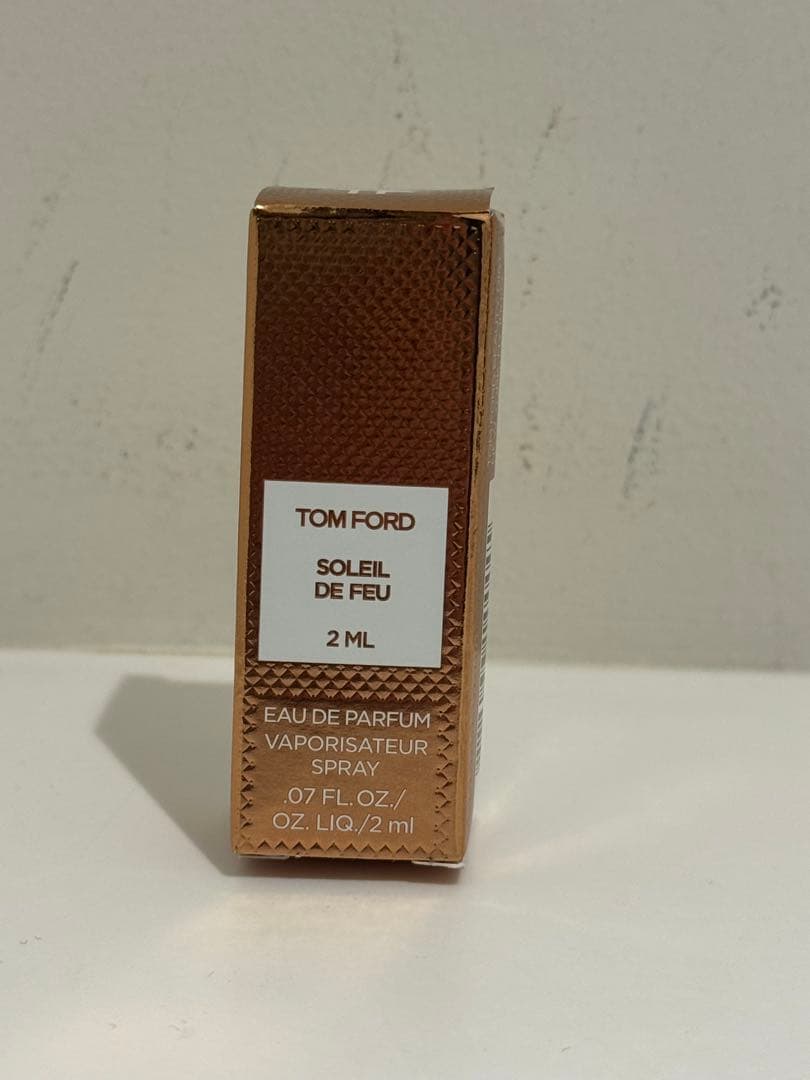 TOM FORD
SOLEIL
DE FEU
2 ML
EAU DE PARFUM
VAPORISATEUR
SPRAY
.07 FL. OZ./
OZ. LIQ./2 ml